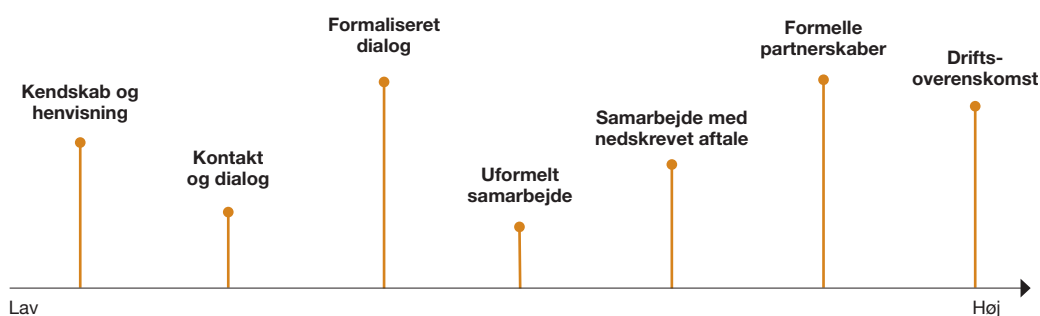 Kendskab og
henvisning
Kontakt
og dialog
Formaliseret
dialog
Uformelt
samarbejde
Samarbejde med
nedskrevet aftale
Formelle
partnerskaber
Drifts-
overenskomst
Lav
Høj